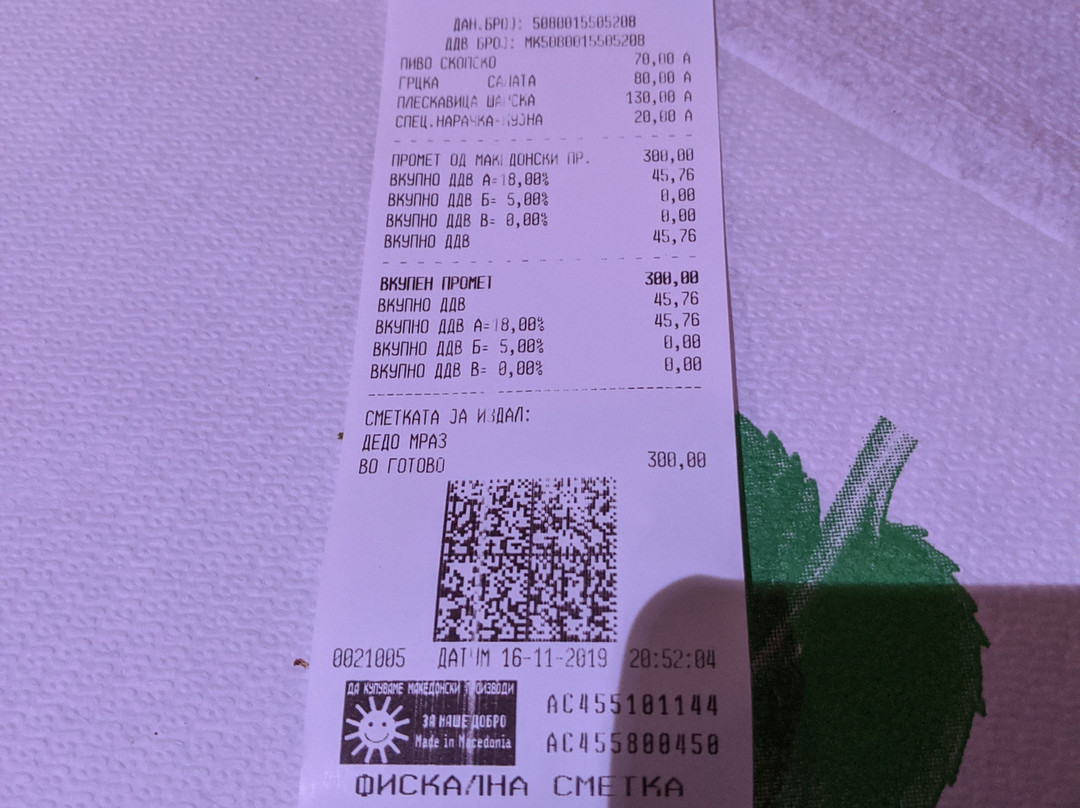 ДАН.БРОЈ: 5080015505208
ДДВ БРОЈ: МК5080015505208
ПИВО СКОПСКО 70,00 А
ГРЦКА САЛАТА 80,00 А
ПЛЕСКАВИЦА ШАРСКА 130,00 А
СПЕЦ.НАРАЧКА-КУЈНА 20,00 А
ПРОМЕТ ОД МАКЕДОНСКИ ПР. 300,00
ВКУПНО ДДВ А=18,00% 45,76
ВКУПНО ДДВ Б= 5,00% 0,00
ВКУПНО ДДВ В= 0,00% 0,00
ВКУПНО ДДВ 45,76
ВКУПЕН ПРОМЕТ 300,00
ВКУПНО ДДВ 45,76
ВКУПНО ДДВ А=18,00% 45,76
ВКУПНО ДДВ Б= 5,00% 0,00
ВКУПНО ДДВ В= 0,00% 0,00
СМЕТКАТА ЈА ИЗДАЛ:
ДЕДО МРАЗ
ВО ГОТОВО 300,00
0021005 ДАТУМ 16-11-2019 20:52:04
ДА КУПУВАМЕ МАКЕДОНСКИ ПРОИЗВОДИ
ЗА НАШЕ ДОБРО
Made in Macedonia
AC455101144
AC455800450
ФИСКАЛНА СМЕТКА